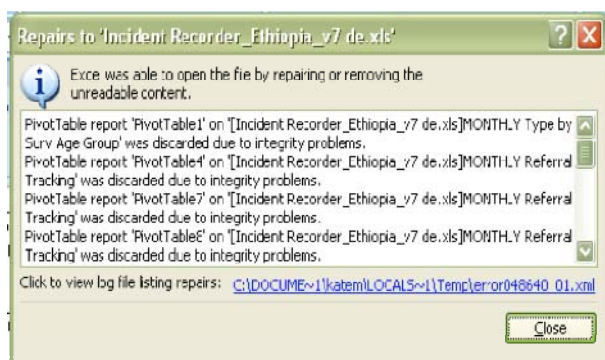 Repairs to 'Incident Recorder_Ethiopia_v7 de.xls'
Excel was able to open the file by repairing or removing the
unreadable content.
PivotTable report 'PivotTable1' on '[Incident Recorder_Ethiopia_v7 de.xls]MONTHLY Type by
Surv Age Group' was discarded due to integrity problems.
PivotTable report 'PivotTable4' on '[Incident Recorder_Ethiopia_v7 de.xls]MONTHLY Referral
Tracking' was discarded due to integrity problems.
PivotTable report 'PivotTable7' on '[Incident Recorder_Ethiopia_v7 de.xls]MONTHLY Referral
Tracking' was discarded due to integrity problems.
PivotTable report 'PivotTable6' on '[Incident Recorder_Ethiopia_v7 de.xls]MONTHLY Referral
Tracking' was discarded due to integrity problems.
Click to view log file listing repairs: C:\DOCUME~1\katem\LOCALS~1\Temp\error048640_01.xml
Close